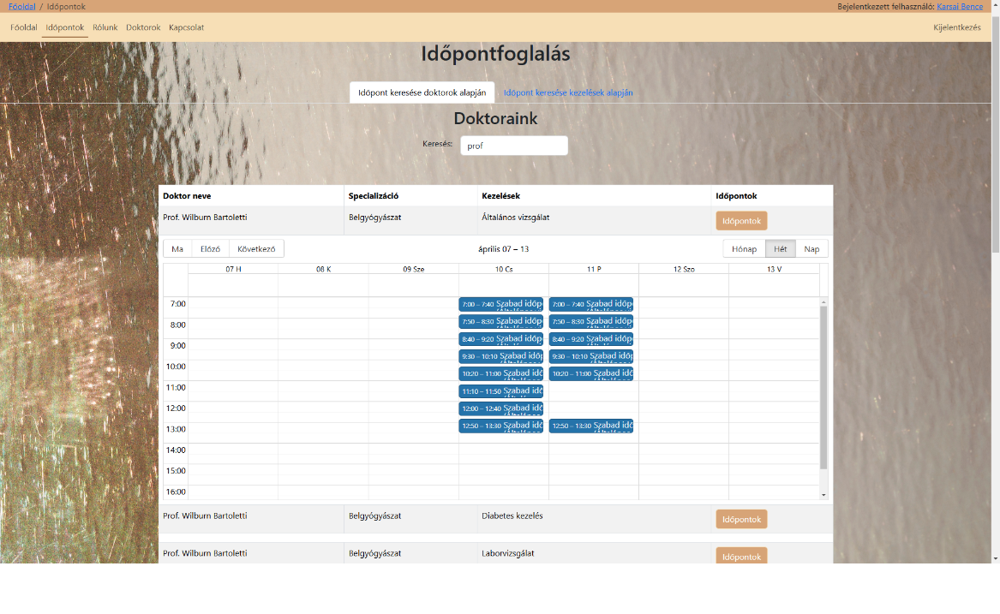 Főoldal / Időpontok Bejelentkezett felhasználó: Karsai Bence
Főoldal Időpontok Rólunk Doktorok Kapcsolat Kijelentkezés
Időpontfoglalás
Időpont keresése doktorok alapján Időpont keresése kezelések alapján
Doktoraink
Keresés: prof
Doktor neve Specializáció Kezelések Időpontok
Prof. Wilburn Bartoletti Belgyógyászat Általános vizsgálat Időpontok
Ma Előző Következő április 07 – 13 Hónap Hét Nap
07 H 08 K 09 Sze 10 Cs 11 P 12 Szo 13 V
7:00 7:00 – 7:40 Szabad időp 7:00 – 7:40 Szabad időp
8:00 7:50 – 8:30 Szabad időp 7:50 – 8:30 Szabad időp
9:00 8:40 – 9:20 Szabad időp 8:40 – 9:20 Szabad időp
9:30 – 10:10 Szabad időp 9:30 – 10:10 Szabad időp
10:00 10:20 – 11:00 Szabad idő 10:20 – 11:00 Szabad idő
11:00 11:10 – 11:50 Szabad idő
12:00 12:00 – 12:40 Szabad idő
13:00 12:50 – 13:30 Szabad idő 12:50 – 13:30 Szabad idő
14:00
15:00
16:00
Prof. Wilburn Bartoletti Belgyógyászat Diabetes kezelés Időpontok
Prof. Wilburn Bartoletti Belgyógyászat Laborvizsgálat Időpontok